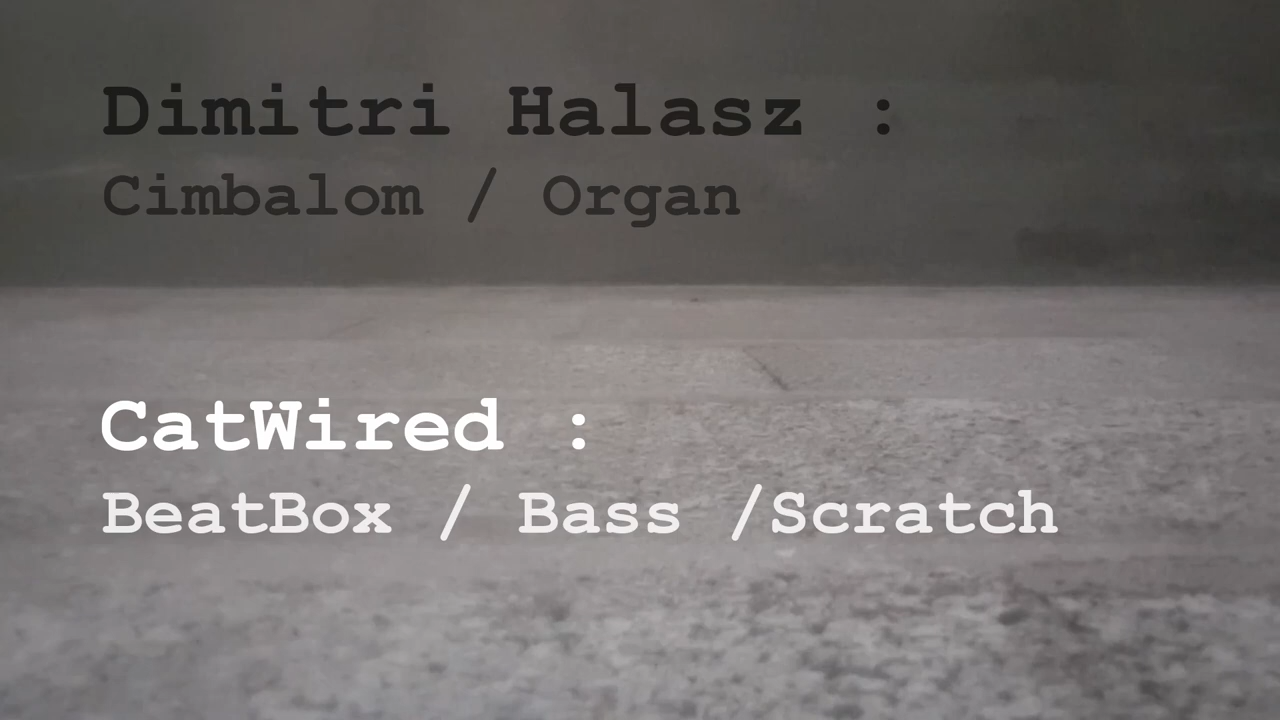 Dimitri Halasz :
Cimbalom / Organ
CatWired :
BeatBox / Bass /Scratch